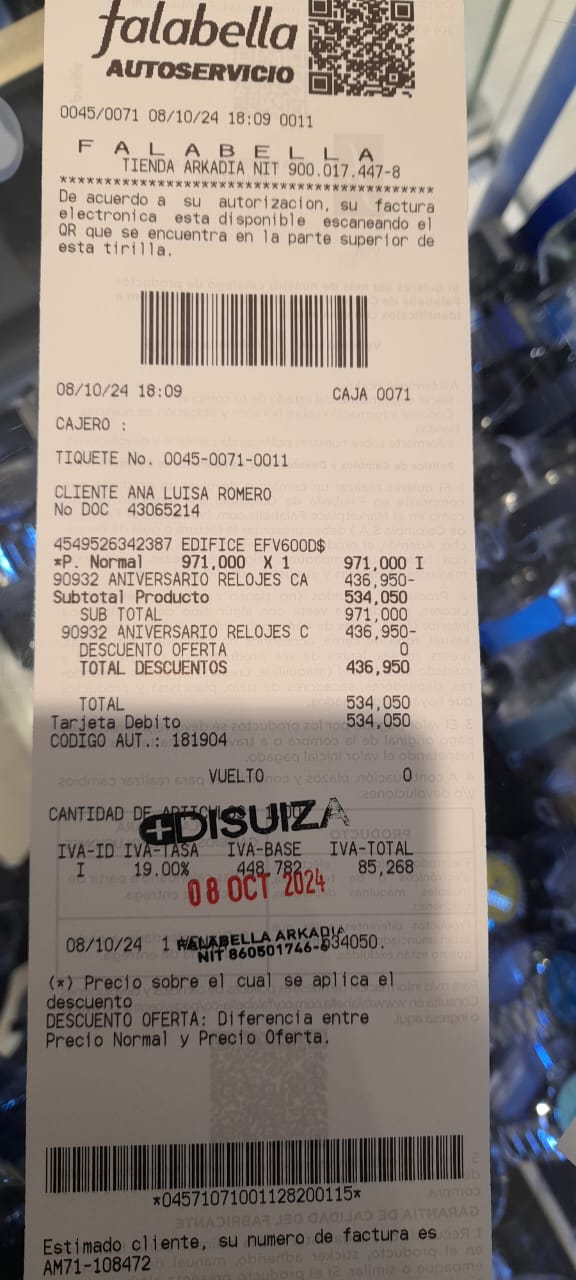 falabella
AUTOSERVICIO
0045/0071 08/10/24 18:09 0011
F A L A B E L L A
TIENDA ARKADIA NIT 900.017.447-8
******************************************
De acuerdo a su autorizacion, su factura
electronica esta disponible escaneando el
QR que se encuentra en la parte superior de
esta tirilla.
08/10/24 18:09 CAJA 0071
CAJERO :
TIQUETE No. 0045-0071-0011
CLIENTE ANA LUISA ROMERO
No DOC 43065214
4549526342387 EDIFICE EFV600D$
*P. Normal 971,000 X 1 971,000 I
90932 ANIVERSARIO RELOJES CA 436,950-
Subtotal Producto 534,050
SUB TOTAL 971,000
90932 ANIVERSARIO RELOJES C 436,950-
DESCUENTO OFERTA 0
TOTAL DESCUENTOS 436,950
TOTAL 534,050
Tarjeta Debito 534,050
CODIGO AUT.: 181904
VUELTO 0
CANTIDAD DE
DISUIZA
IVA-ID IVA-TASA IVA-BASE IVA-TOTAL
I 19.00% 448,782 85,268
08 OCT 2024
FALABELLA ARKADIA
08/10/24 1 534050.
NIT 860501746-6
(*) Precio sobre el cual se aplica el
descuento
DESCUENTO OFERTA: Diferencia entre
Precio Normal y Precio Oferta.
*04571071001128200115*
Estimado cliente, su numero de factura es
AM71-108472